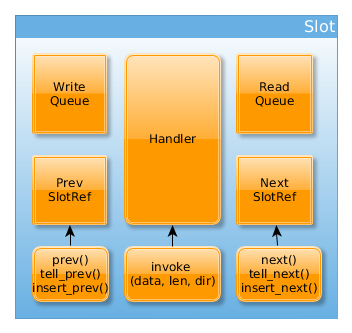 Slot
Write
Queue
Handler
Read
Queue
Prev
SlotRef
Next
SlotRef
prev()
tell_prev()
insert_prev()
invoke
(data, len, dir)
next()
tell_next()
insert_next()